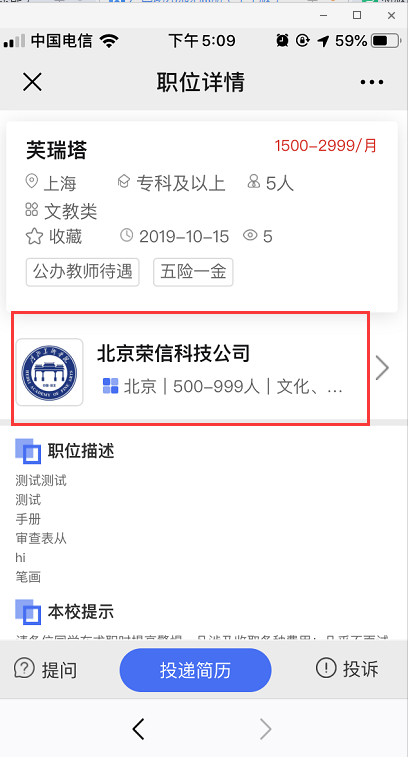 中国电信 下午5:09 59%
职位详情
芙瑞塔 1500-2999/月
上海 专科及以上 5人
文教类
收藏 2019-10-15 5
公办教师待遇 五险一金
北京荣信科技公司
北京 | 500-999人 | 文化、...
职位描述
测试测试
测试
手册
审查表从
hi
笔画
本校提示
提问 投递简历 投诉